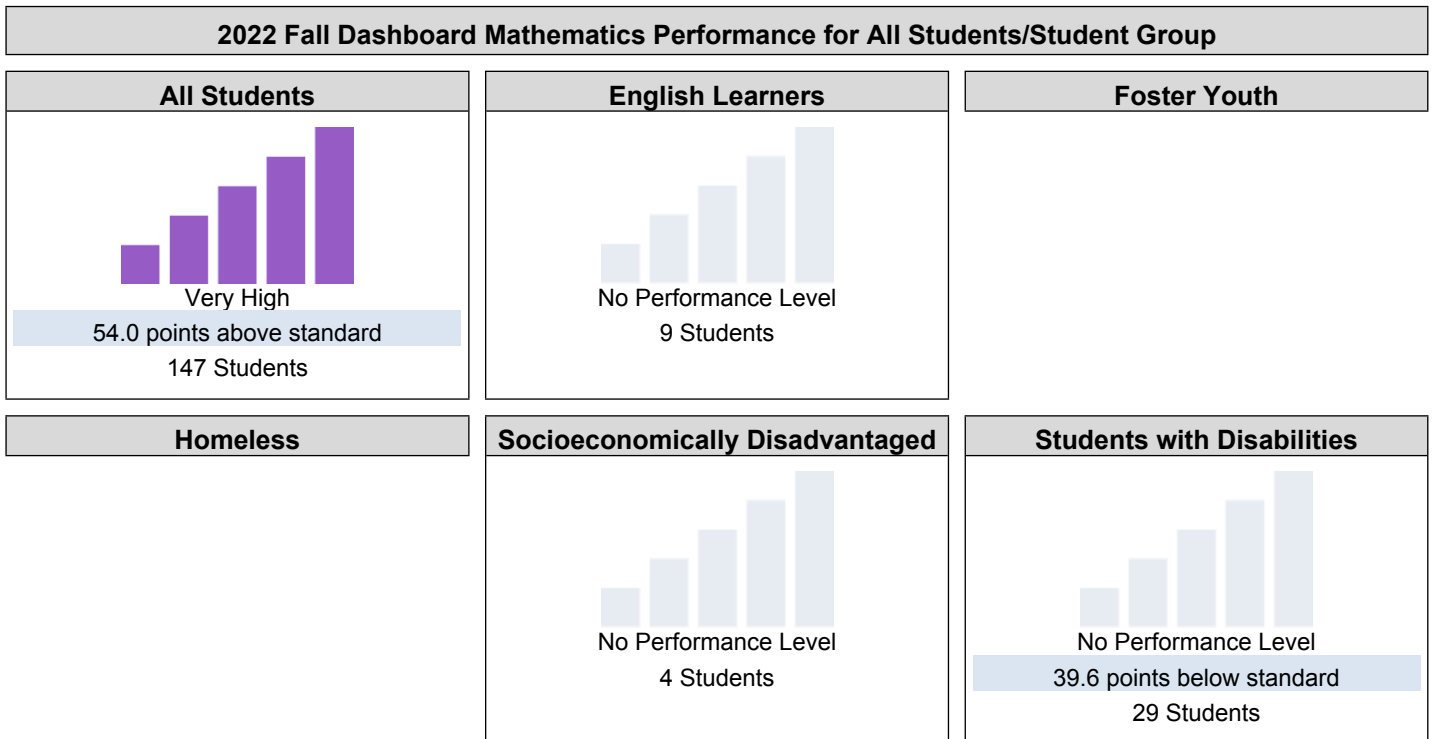 2022 Fall Dashboard Mathematics Performance for All Students/Student Group
All Students
English Learners
Foster Youth
Very High
54.0 points above standard
147 Students
No Performance Level
9 Students
Homeless
Socioeconomically Disadvantaged
Students with Disabilities
No Performance Level
4 Students
No Performance Level
39.6 points below standard
29 Students